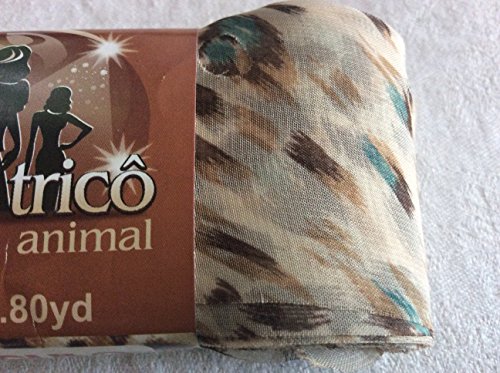 tricô
animal
.80yd